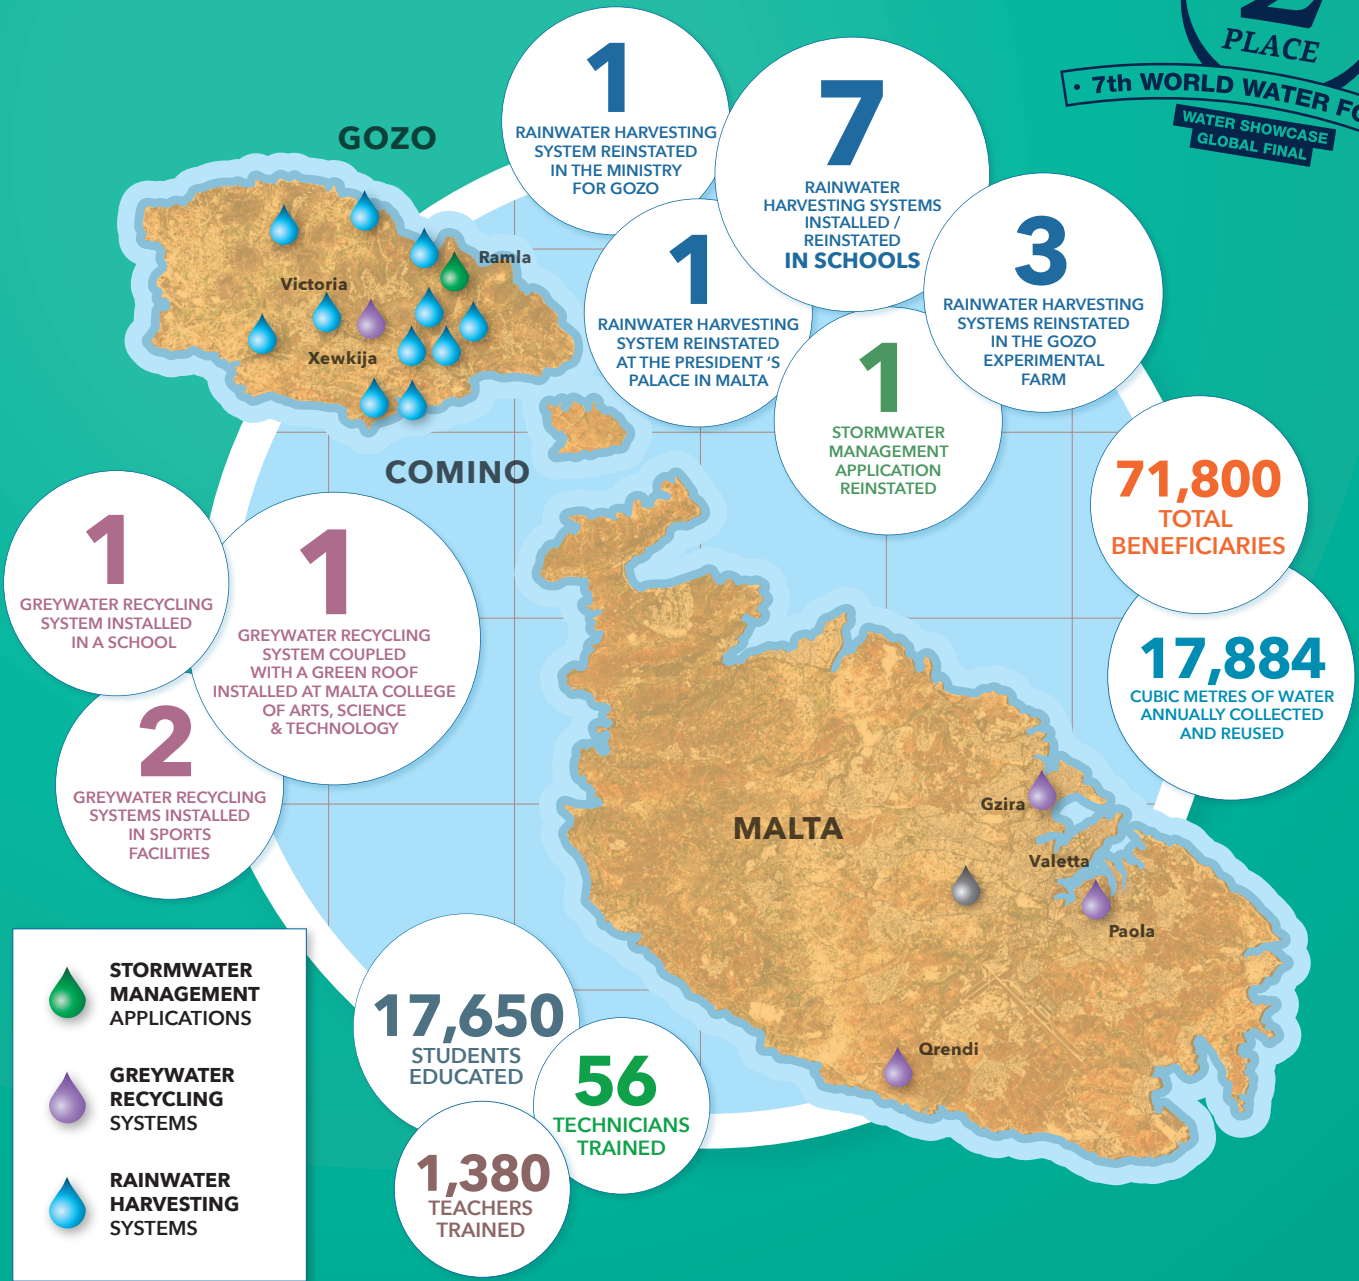 2
PLACE
• 7th WORLD WATER
WATER SHOWCASE
GLOBAL FINAL
GOZO
1
RAINWATER HARVESTING
SYSTEM REINSTATED
IN THE MINISTRY
FOR GOZO
7
RAINWATER
HARVESTING SYSTEMS
INSTALLED /
REINSTATED
IN SCHOOLS
1
RAINWATER HARVESTING
SYSTEM REINSTATED
AT THE PRESIDENT ‘S
PALACE IN MALTA
3
RAINWATER HARVESTING
SYSTEMS REINSTATED
IN THE GOZO
EXPERIMENTAL
FARM
1
STORMWATER
MANAGEMENT
APPLICATION
REINSTATED
Ramla
Victoria
Xewkija
COMINO
71,800
TOTAL
BENEFICIARIES
17,884
CUBIC METRES OF WATER
ANNUALLY COLLECTED
AND REUSED
1
GREYWATER RECYCLING
SYSTEM INSTALLED
IN A SCHOOL
1
GREYWATER RECYCLING
SYSTEM COUPLED
WITH A GREEN ROOF
INSTALLED AT MALTA COLLEGE
OF ARTS, SCIENCE
& TECHNOLOGY
2
GREYWATER RECYCLING
SYSTEMS INSTALLED
IN SPORTS
FACILITIES
MALTA
Gzira
Valetta
Paola
Qrendi
17,650
STUDENTS
EDUCATED
56
TECHNICIANS
TRAINED
1,380
TEACHERS
TRAINED
STORMWATER
MANAGEMENT
APPLICATIONS
GREYWATER
RECYCLING
SYSTEMS
RAINWATER
HARVESTING
SYSTEMS